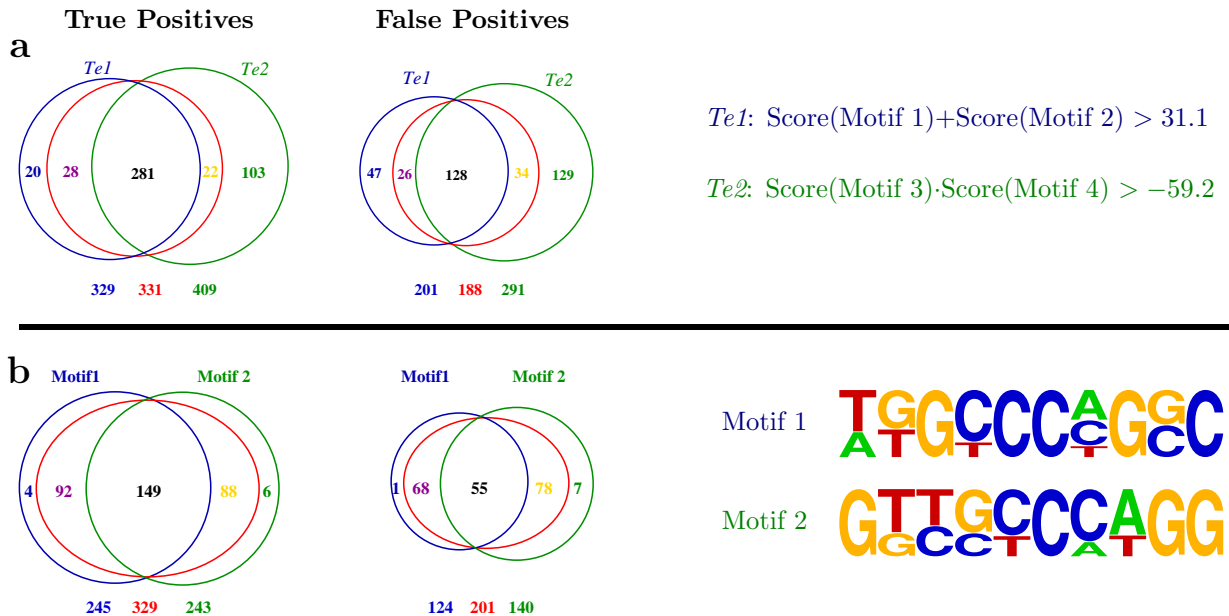 True Positives
False Positives
a
Te1
Te2
20
28
281
22
103
329
331
409
Te1
Te2
47
26
128
34
129
201
188
291
Te1: Score(Motif 1)+Score(Motif 2) > 31.1
Te2: Score(Motif 3)·Score(Motif 4) > −59.2
b
Motif1
Motif 2
4
92
149
88
6
245
329
243
Motif1
Motif 2
1
68
55
78
7
124
201
140
Motif 1
TGGCCCAGGC
ATTCCC
TT
Motif 2
GTTGCCCAGG
GCCTAT